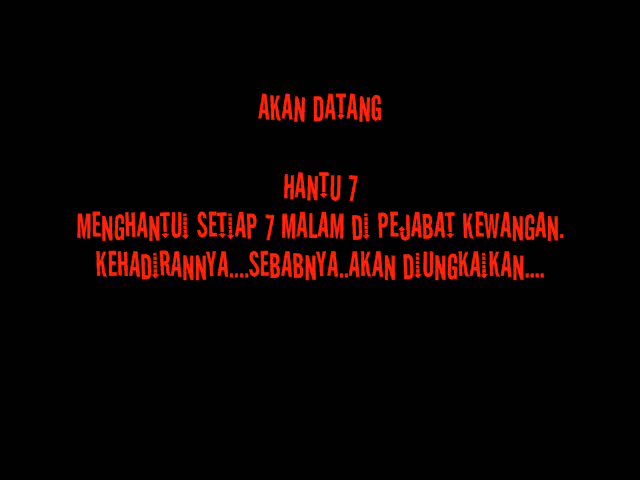 AKAN DATANG
HANTU 7
MENGHANTUI SETIAP 7 MALAM DI PEJABAT KEWANGAN.
KEHADIRANNYA....SEBABNYA..AKAN DIUNGKAIKAN....